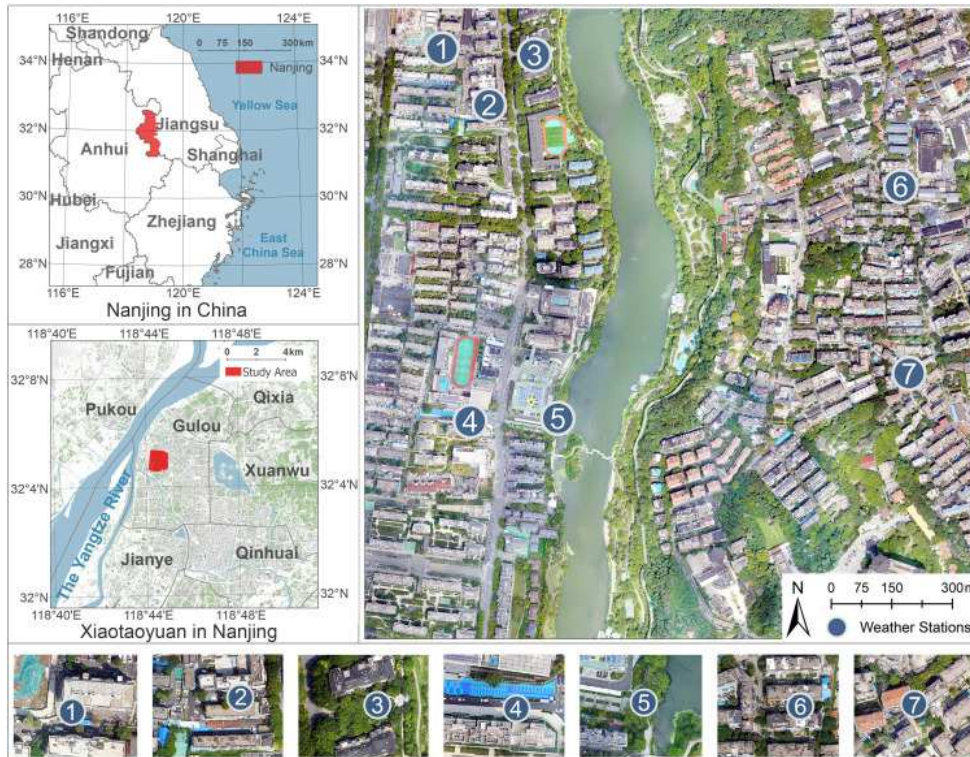 Shandong
0 75 150 300km
34°N
Henan
34°N
Nanjing
Yellow Sea
32°N
Jiangsu
32°N
Anhui
Shanghai
30°N
Hubei
30°N
Zhejiang
Jiangxi
East
China Sea
28°N
Fujian
28°N
116°E 120°E 124°E
Nanjing in China
118°40'E 118°44'E 118°48'E
0 2 4km
Study Area
32°8'N
Qixia
32°8'N
Pukou
Gulou
Xuanwu
32°4'N
32°4'N
The Yangtze River
Jianye
Qinhuai
32°N
32°N
118°40'E 118°44'E 118°48'E
Xiaotaoyuan in Nanjing
1
2
3
6
7
4
5
N
0 75 150 300m
Weather Stations
1
2
3
4
5
6
7